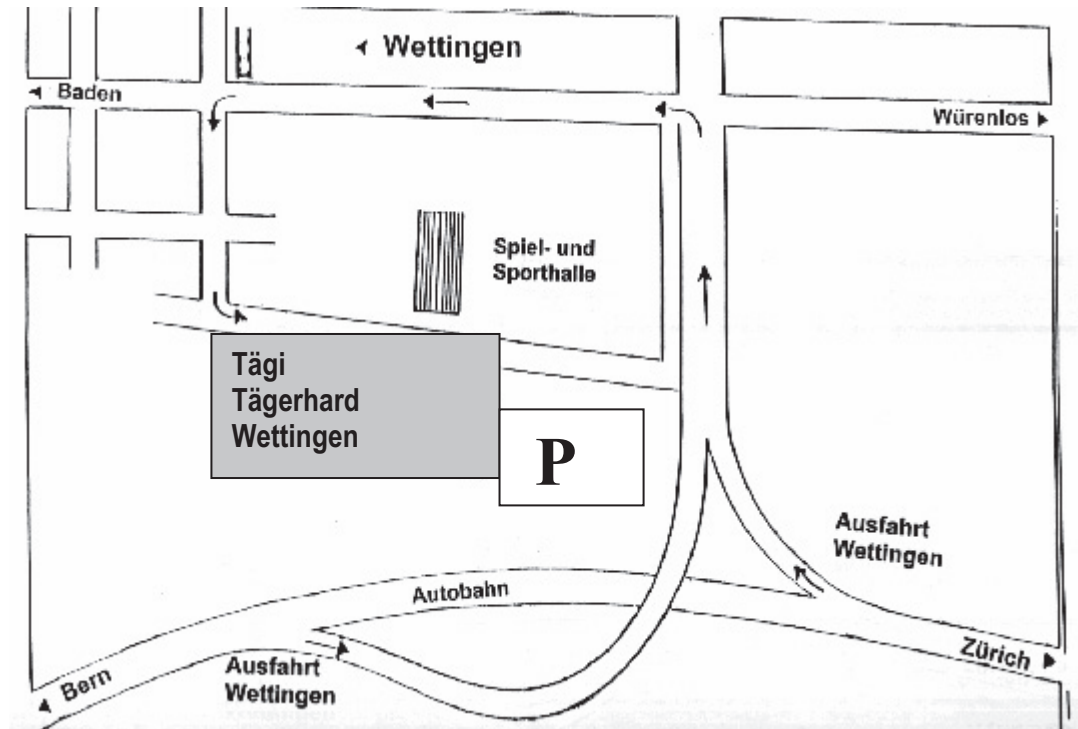 Wettingen
Baden
Würenlos
Spiel- und
Sporthalle
Tägi
Tägerhard
Wettingen
P
Ausfahrt
Wettingen
Autobahn
Zürich
Ausfahrt
Wettingen
Bern